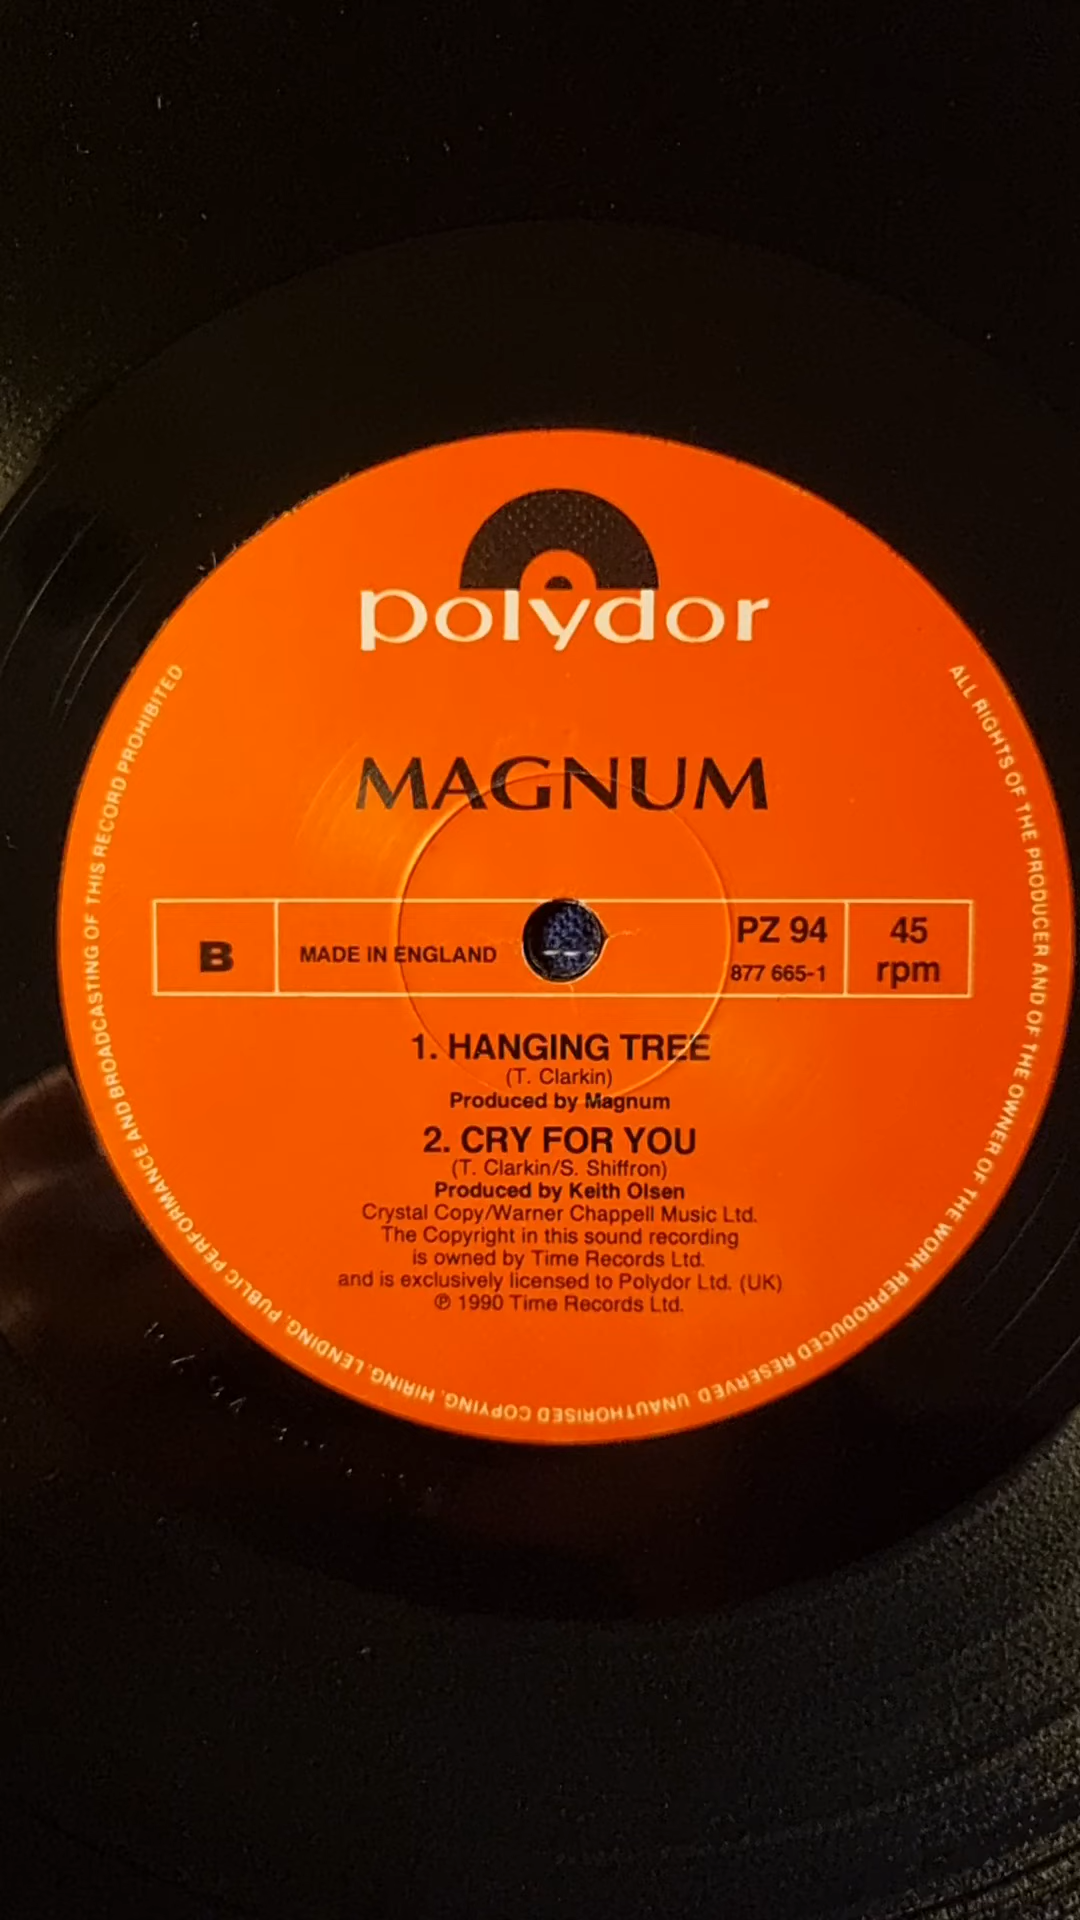 polydor
MAGNUM
B
MADE IN ENGLAND
PZ 94
877 665-1
45
rpm
1. HANGING TREE
(T. Clarkin)
Produced by Magnum
2. CRY FOR YOU
(T. Clarkin/S. Shiffron)
Produced by Keith Olsen
Crystal Copy/Warner Chappell Music Ltd.
The Copyright in this sound recording
is owned by Time Records Ltd.
and is exclusively licensed to Polydor Ltd. (UK)
℗ 1990 Time Records Ltd.
ALL RIGHTS OF THE PRODUCER AND OF THE OWNER OF THE WORK REPRODUCED RESERVED. UNAUTHORISED COPYING, HIRING, LENDING, PUBLIC PERFORMANCE AND BROADCASTING OF THIS RECORD PROHIBITED